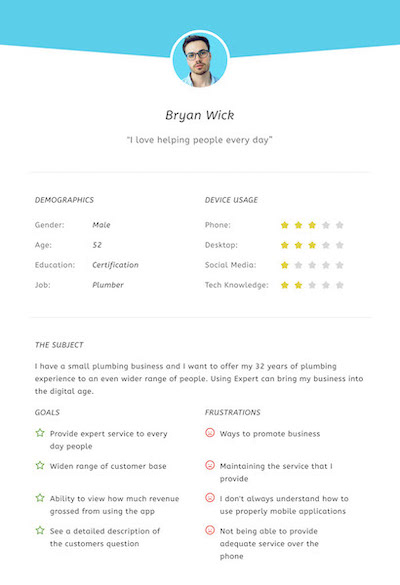 Bryan Wick
"I love helping people every day"
DEMOGRAPHICS
Gender: Male
Age: 52
Education: Certification
Job: Plumber
DEVICE USAGE
Phone:
Desktop:
Social Media:
Tech Knowledge:
THE SUBJECT
I have a small plumbing business and I want to offer my 32 years of plumbing
experience to an even wider range of people. Using Expert can bring my business into
the digital age.
GOALS
Provide expert service to every
day people
Widen range of customer base
Ability to view how much revenue
grossed from using the app
See a detailed description of
the customers question
FRUSTRATIONS
Ways to promote business
Maintaining the service that I
provide
I don't always understand how to
use properly mobile applications
Not being able to provide
adequate service over the
phone